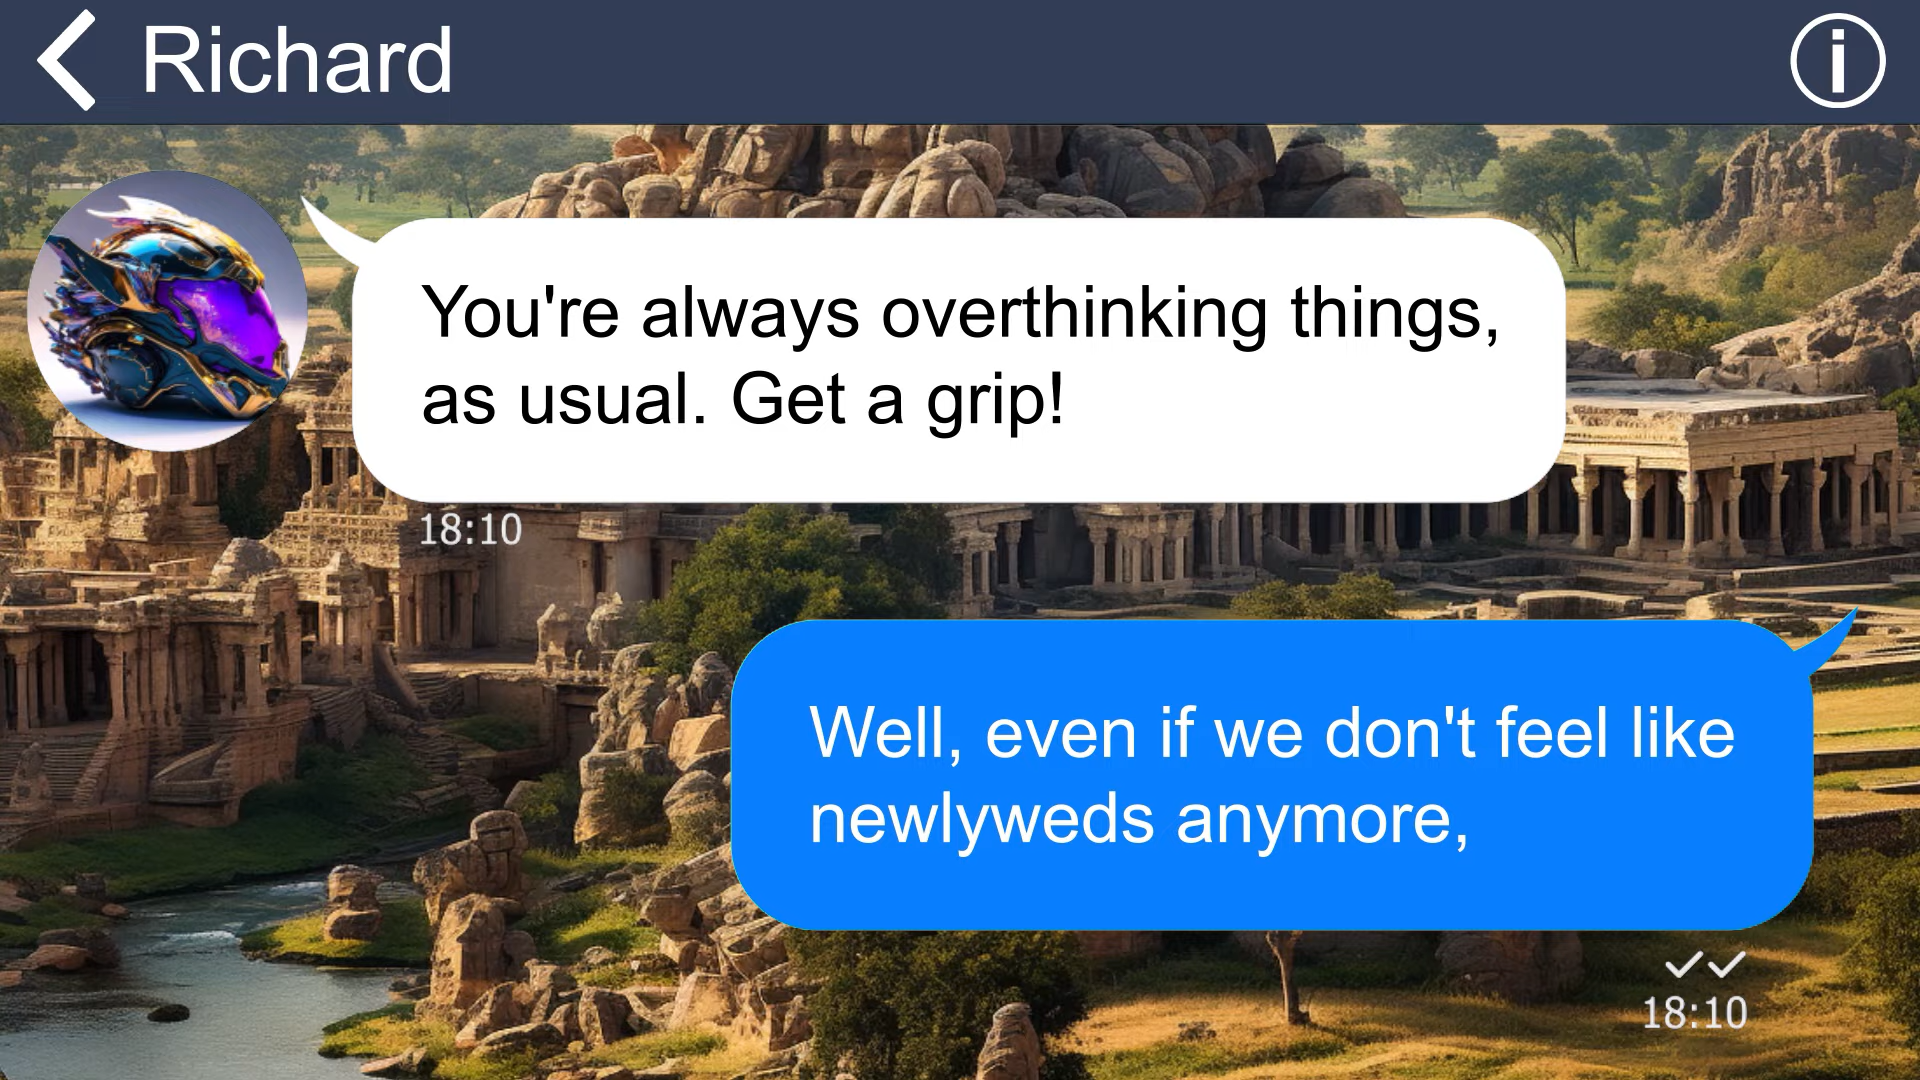 Richard
You're always overthinking things,
as usual. Get a grip!
18:10
Well, even if we don't feel like
newlyweds anymore,
18:10